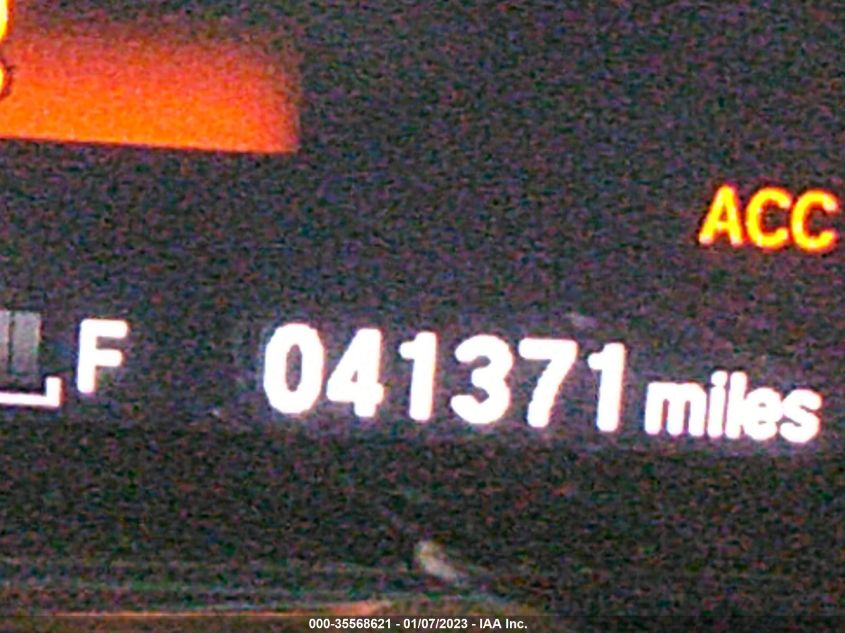 ACC
F 041371 miles
000-35568621 - 01/07/2023 - IAA Inc.